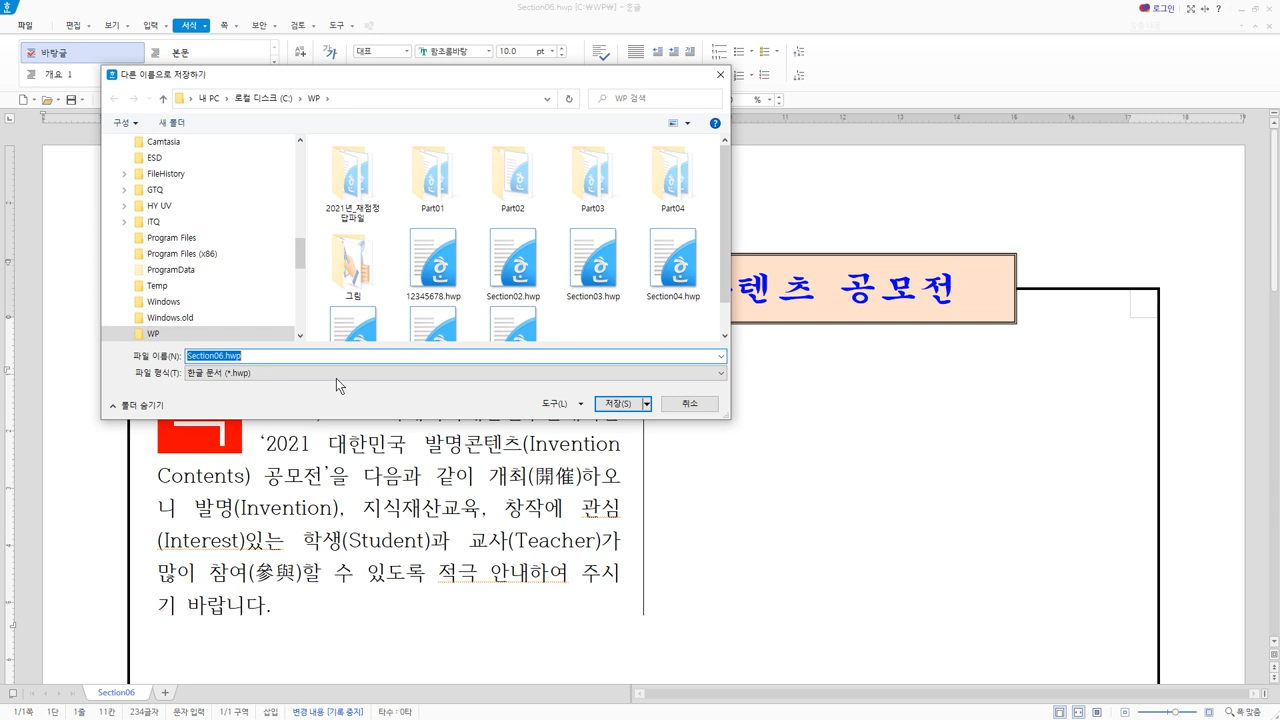 Section06.hwp [C:\WP\] - 한글
로그인
파일 편집 보기 입력 서식 쪽 보안 검토 도구
바탕글 본문 대표 함초롬바탕 10.0 pt
개요 1
%
다른 이름으로 저장하기
내 PC › 로컬 디스크 (C:) › WP ›
WP 검색
구성 새 폴더
Camtasia
ESD
FileHistory
GTQ
HY UV
ITQ
Program Files
Program Files (x86)
ProgramData
Temp
Windows
Windows.old
WP
2021년_채점정답파일
Part01
Part02
Part03
Part04
그림
12345678.hwp
Section02.hwp
Section03.hwp
Section04.hwp
파일 이름(N): Section06.hwp
파일 형식(T): 한글 문서 (*.hwp)
폴더 숨기기
도구(L) 저장(S) 취소
11 12 13 14 15 16 17 18 19
텐츠 공모전
‘2021 대한민국 발명콘텐츠(Invention
Contents) 공모전’을 다음과 같이 개최(開催)하오
니 발명(Invention), 지식재산교육, 창작에 관심
(Interest)있는 학생(Student)과 교사(Teacher)가
많이 참여(參與)할 수 있도록 적극 안내하여 주시
기 바랍니다.
Section06
1/1쪽 1단 1줄 11칸 234글자 문자 입력 1/1 구역 삽입 변경 내용 [기록 중지] 타수 : 0타
폭 맞춤